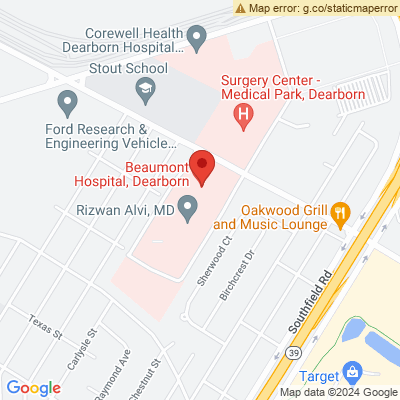 Map error: g.co/staticmaperror
Corewell Health
Dearborn Hospital...
Stout School
Surgery Center -
Medical Park, Dearborn
H
Ford Research &
Engineering Vehicle...
Beaumont
Hospital, Dearborn
Rizwan Alvi, MD
Oakwood Grill
and Music Lounge
Sherwood Ct
Birchcrest Dr
Southfield Rd
Texas St
Carlysle St
Raymond Ave
Chestnut St
39
Target
Google
Map data ©2024 Google